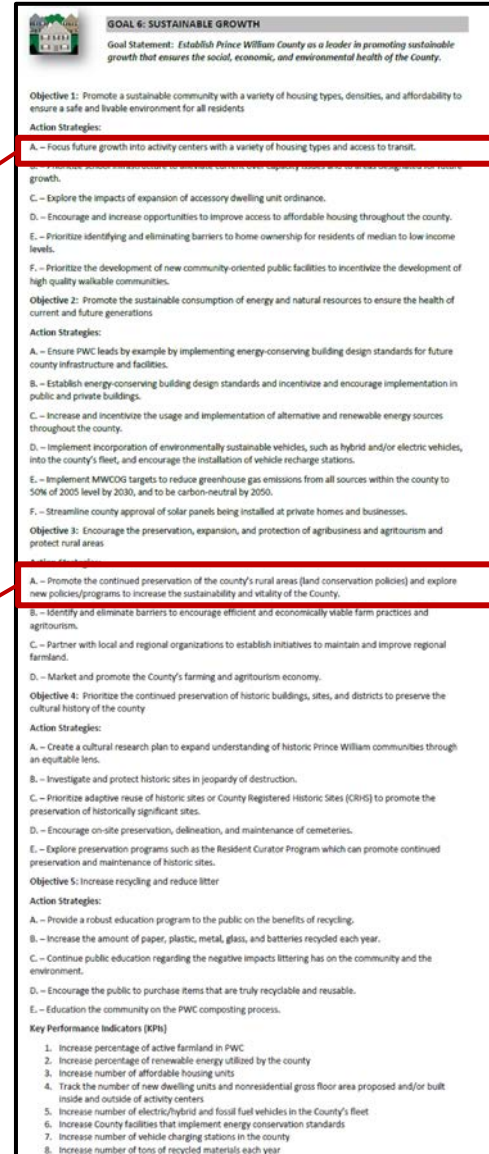 GOAL 6: SUSTAINABLE GROWTH
Goal Statement: Establish Prince William County as a leader in promoting sustainable
growth that ensures the social, economic, and environmental health of the County.
Objective 1: Promote a sustainable community with a variety of housing types, densities, and affordability to
ensure a safe and livable environment for all residents
Action Strategies:
A. – Focus future growth into activity centers with a variety of housing types and access to transit.
B. – Prioritize school infrastructure to alleviate current over capacity issues and to areas designated for future
growth.
C. – Explore the impacts of expansion of accessory dwelling unit ordinance.
D. – Encourage and increase opportunities to improve access to affordable housing throughout the county.
E. – Prioritize identifying and eliminating barriers to home ownership for residents of median to low income
levels.
F. – Prioritize the development of new community-oriented public facilities to incentivize the development of
high quality walkable communities.
Objective 2: Promote the sustainable consumption of energy and natural resources to ensure the health of
current and future generations
Action Strategies:
A. – Ensure PWC leads by example by implementing energy-conserving building design standards for future
county infrastructure and facilities.
B. – Establish energy-conserving building design standards and incentivize and encourage implementation in
public and private buildings.
C. – Increase and incentivize the usage and implementation of alternative and renewable energy sources
throughout the county.
D. – Implement incorporation of environmentally sustainable vehicles, such as hybrid and/or electric vehicles,
into the county's fleet, and encourage the installation of vehicle recharge stations.
E. – Implement MWCOG targets to reduce greenhouse gas emissions from all sources within the county to
50% of 2005 level by 2030, and to be carbon-neutral by 2050.
F. – Streamline county approval of solar panels being installed at private homes and businesses.
Objective 3: Encourage the preservation, expansion, and protection of agribusiness and agritourism and
protect rural areas
Action Strategies:
A. – Promote the continued preservation of the county's rural areas (land conservation policies) and explore
new policies/programs to increase the sustainability and vitality of the County.
B. – Identify and eliminate barriers to encourage efficient and economically viable farm practices and
agritourism.
C. – Partner with local and regional organizations to establish initiatives to maintain and improve regional
farmland.
D. – Market and promote the County's farming and agritourism economy.
Objective 4: Prioritize the continued preservation of historic buildings, sites, and districts to preserve the
cultural history of the county
Action Strategies:
A. – Create a cultural research plan to expand understanding of historic Prince William communities through
an equitable lens.
B. – Investigate and protect historic sites in jeopardy of destruction.
C. – Prioritize adaptive reuse of historic sites or County Registered Historic Sites (CRHS) to promote the
preservation of historically significant sites.
D. – Encourage on-site preservation, delineation, and maintenance of cemeteries.
E. – Explore preservation programs such as the Resident Curator Program which can promote continued
preservation and maintenance of historic sites.
Objective 5: Increase recycling and reduce litter
Action Strategies:
A. – Provide a robust education program to the public on the benefits of recycling.
B. – Increase the amount of paper, plastic, metal, glass, and batteries recycled each year.
C. – Continue public education regarding the negative impacts littering has on the community and the
environment.
D. – Encourage the public to purchase items that are truly recyclable and reusable.
E. – Education the community on the PWC composting process.
Key Performance Indicators (KPIs)
1. Increase percentage of active farmland in PWC
2. Increase percentage of renewable energy utilized by the county
3. Increase number of affordable housing units
4. Track the number of new dwelling units and nonresidential gross floor area proposed and/or built
inside and outside of activity centers
5. Increase number of electric/hybrid and fossil fuel vehicles in the County's fleet
6. Increase County facilities that implement energy conservation standards
7. Increase number of vehicle charging stations in the county
8. Increase number of tons of recycled materials each year